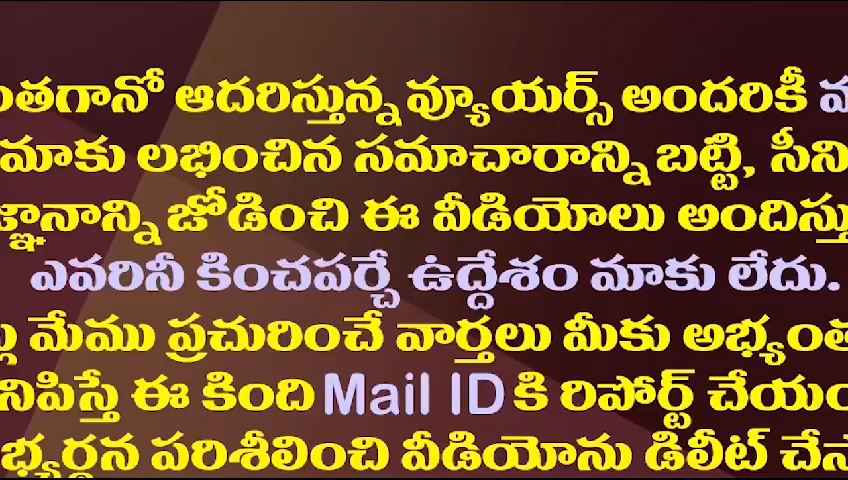 ంతగానో ఆదరిస్తున్న వ్యూయర్స్ అందరికీ
మాకు లభించిన సమాచారాన్ని బట్టి, సీని
జ్ఞానాన్ని జోడించి ఈ వీడియోలు అందిస్తు
ఎవరినీ కించపర్చే ఉద్దేశం మాకు లేదు.
మేము ప్రచురించే వార్తలు మీకు అభ్యంత
నిపిస్తే ఈ కింది Mail ID కి రిపోర్ట్ చేయం
భ్యర్థన పరిశీలించి వీడియోను డిలీట్ చేస్